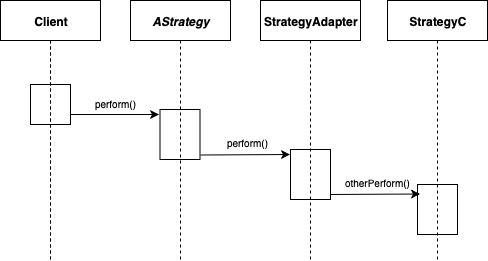 Client
AStrategy
StrategyAdapter
StrategyC
perform()
perform()
otherPerform()